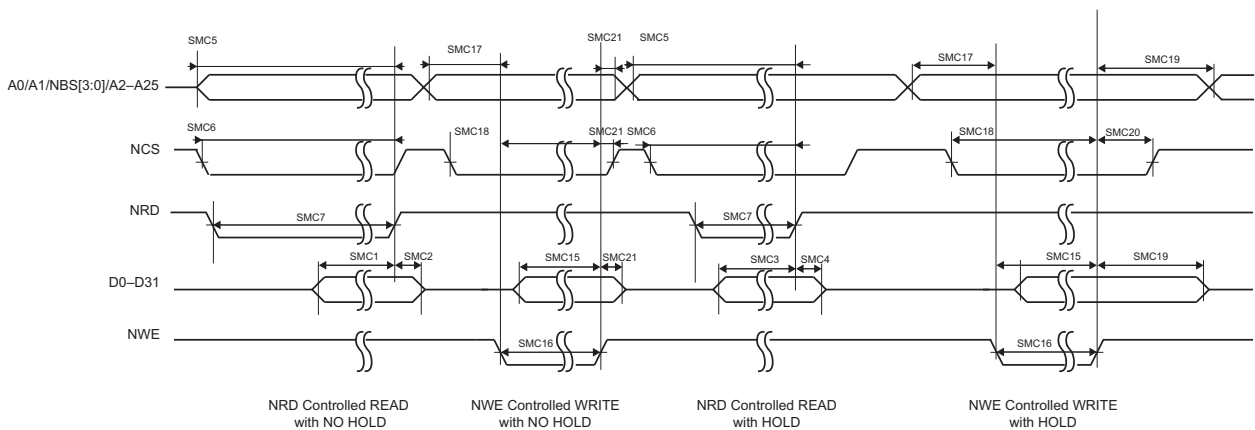 SMC5
SMC17
SMC21
SMC5
SMC17
SMC19
A0/A1/NBS[3:0]/A2–A25
SMC6
SMC18
SMC21
SMC6
SMC18
SMC20
NCS
NRD
SMC7
SMC7
SMC1
SMC2
SMC15
SMC21
SMC3
SMC4
SMC15
SMC19
D0–D31
NWE
SMC16
SMC16
NRD Controlled READ
with NO HOLD
NWE Controlled WRITE
with NO HOLD
NRD Controlled READ
with HOLD
NWE Controlled WRITE
with HOLD